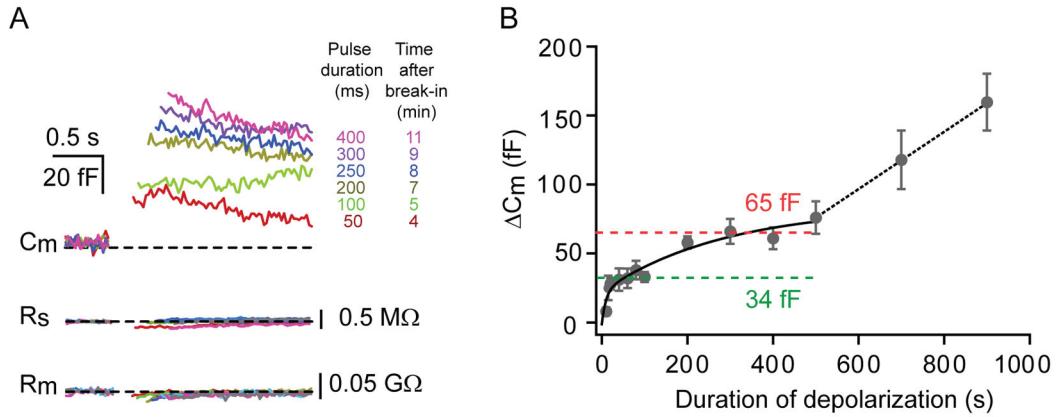 A
Pulse Time
duration after
(ms) break-in
(min)
0.5 s
20 fF
400 11
300 9
250 8
200 7
100 5
50 4
Cm
Rs
0.5 MΩ
Rm
0.05 GΩ
B
ΔCm (fF)
200
150
100
50
0
65 fF
34 fF
0 200 400 600 800 1000
Duration of depolarization (s)